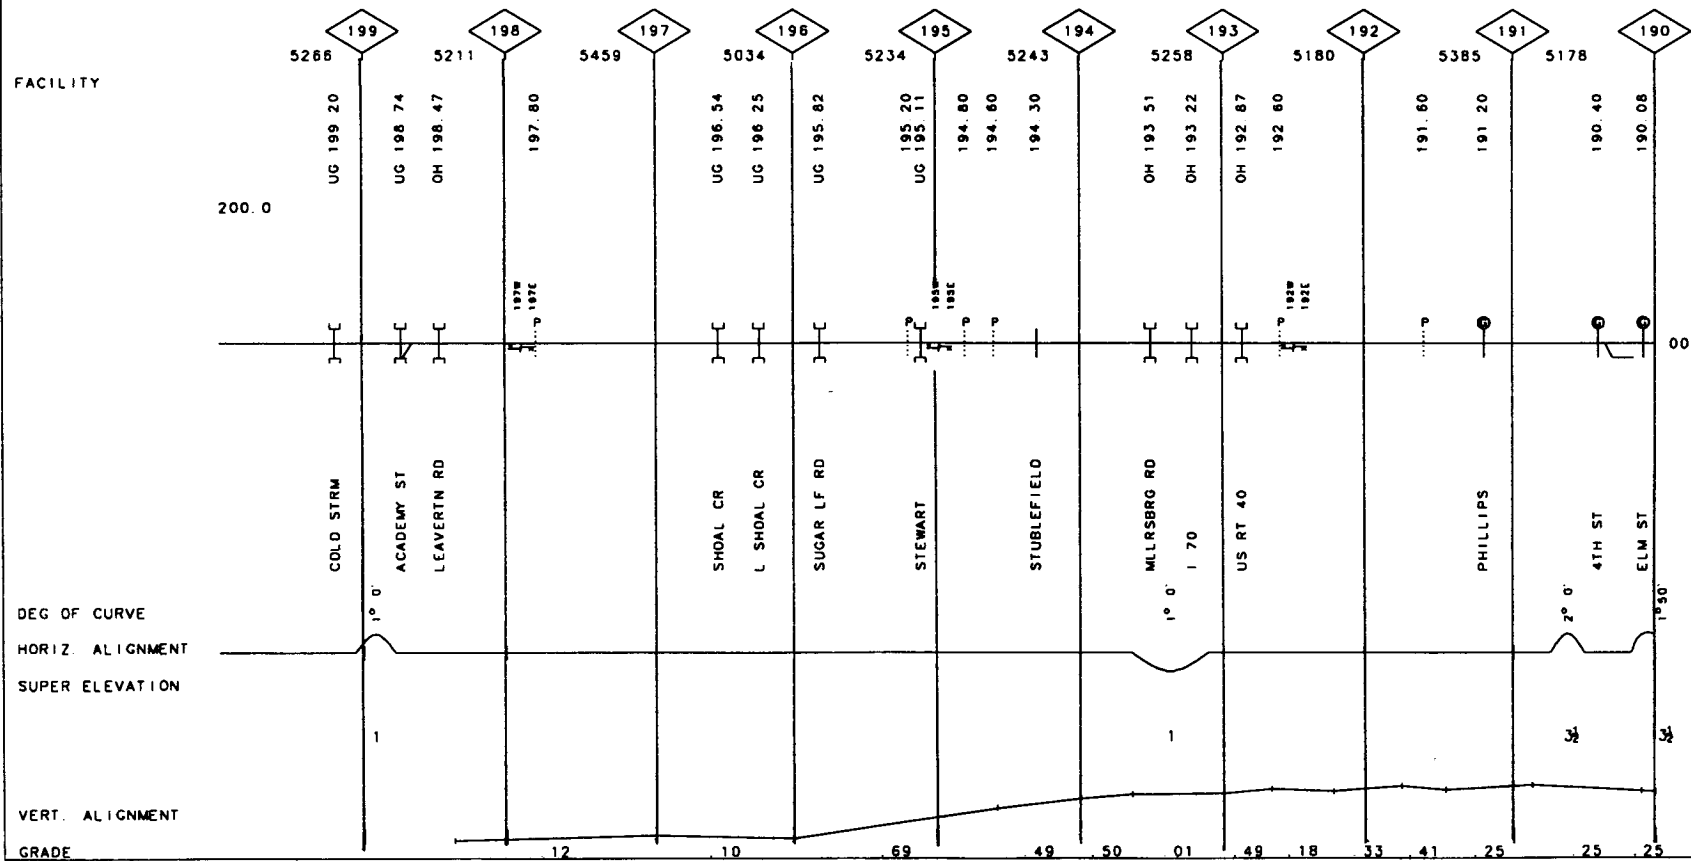 199 198 197 196 195 194 193 192 191 190
5266 5211 5459 5034 5234 5243 5258 5180 5385 5178
FACILITY
UG 199 20
UG 198 74
OH 198. 47
197. 80
UG 196. 54
UG 196 25
UG 195. 82
195 20
UG 195. 11
194. 80
194. 60
194. 30
OH 193 51
OH 193 22
OH 192. 87
192 60
191. 60
191 20
190. 40
190. 08
200. 0
197W
197E
195W
195E
192W
192E
P P P P P P G G G
00
COLD STRM
ACADEMY ST
LEAVERTN RD
SHOAL CR
L SHOAL CR
SUGAR LF RD
STEWART
STUBLEFIELD
MLLRSBRG RD
I 70
US RT 40
PHILLIPS
4TH ST
ELM ST
DEG OF CURVE
1° 0'
1° 0'
2° 0'
1° 50'
HORIZ. ALIGNMENT
SUPER ELEVATION
1 1 3½ 3½
VERT. ALIGNMENT
GRADE .12 .10 .69 .49 .50 .01 .49 .18 .33 .41 .25 .25 .25